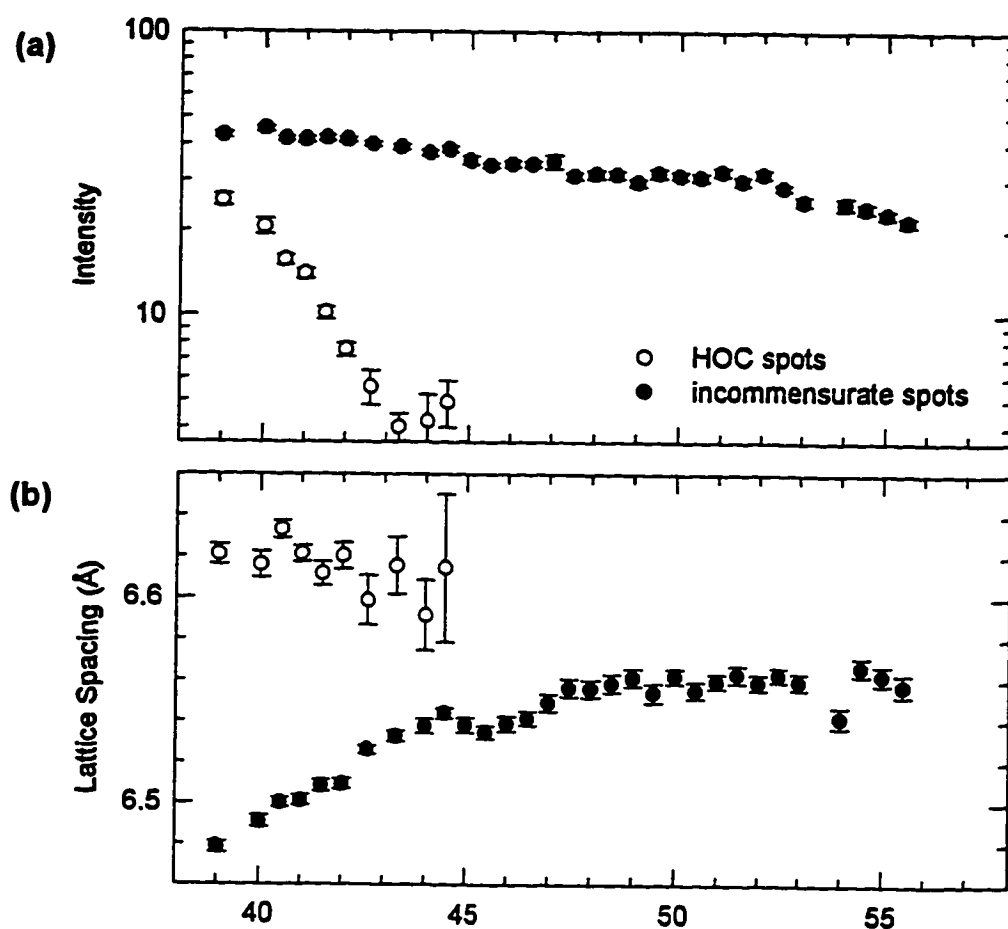 (a)
100
10
Intensity
HOC spots
incommensurate spots
(b)
6.6
6.5
Lattice Spacing (Å)
40 45 50 55